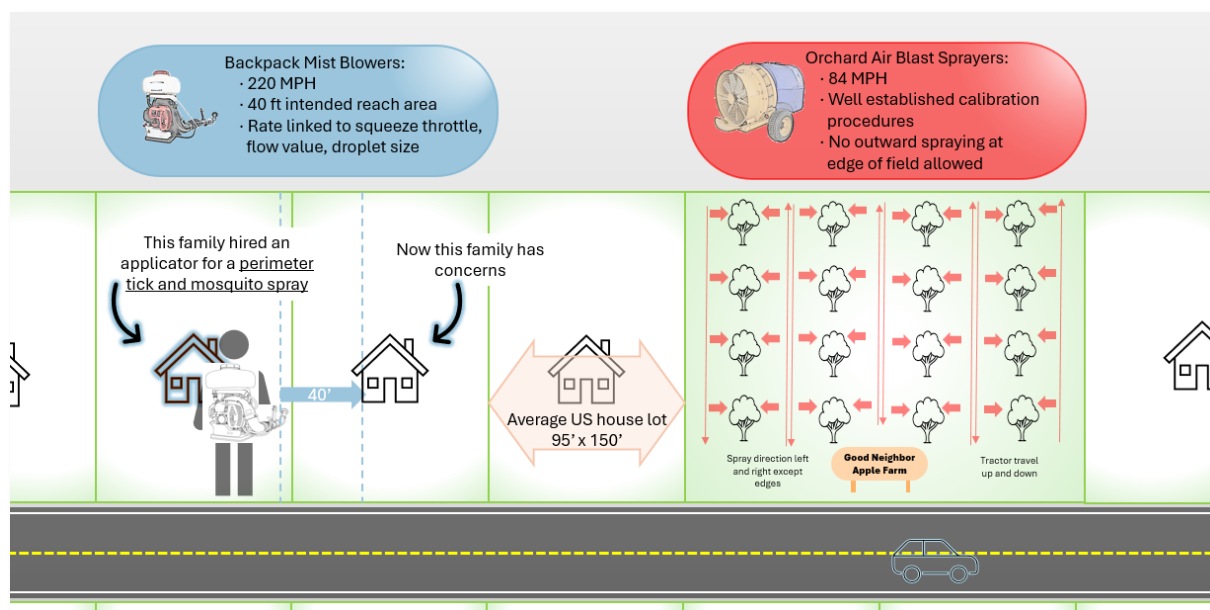 Backpack Mist Blowers:
· 220 MPH
· 40 ft intended reach area
· Rate linked to squeeze throttle,
flow value, droplet size
Orchard Air Blast Sprayers:
· 84 MPH
· Well established calibration
procedures
· No outward spraying at
edge of field allowed
This family hired an
applicator for a perimeter
tick and mosquito spray
Now this family has
concerns
40’
Average US house lot
95’ x 150’
Spray direction left
and right except
edges
Good Neighbor
Apple Farm
Tractor travel
up and down